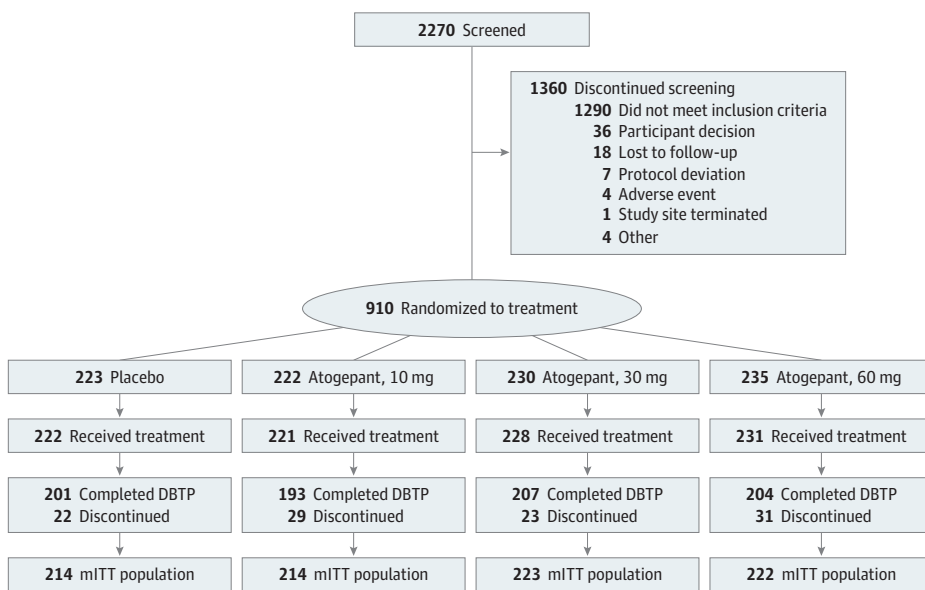 2270 Screened
1360 Discontinued screening
1290 Did not meet inclusion criteria
36 Participant decision
18 Lost to follow-up
7 Protocol deviation
4 Adverse event
1 Study site terminated
4 Other
910 Randomized to treatment
223 Placebo
222 Atogepant, 10 mg
230 Atogepant, 30 mg
235 Atogepant, 60 mg
222 Received treatment
221 Received treatment
228 Received treatment
231 Received treatment
201 Completed DBTP
22 Discontinued
193 Completed DBTP
29 Discontinued
207 Completed DBTP
23 Discontinued
204 Completed DBTP
31 Discontinued
214 mITT population
214 mITT population
223 mITT population
222 mITT population